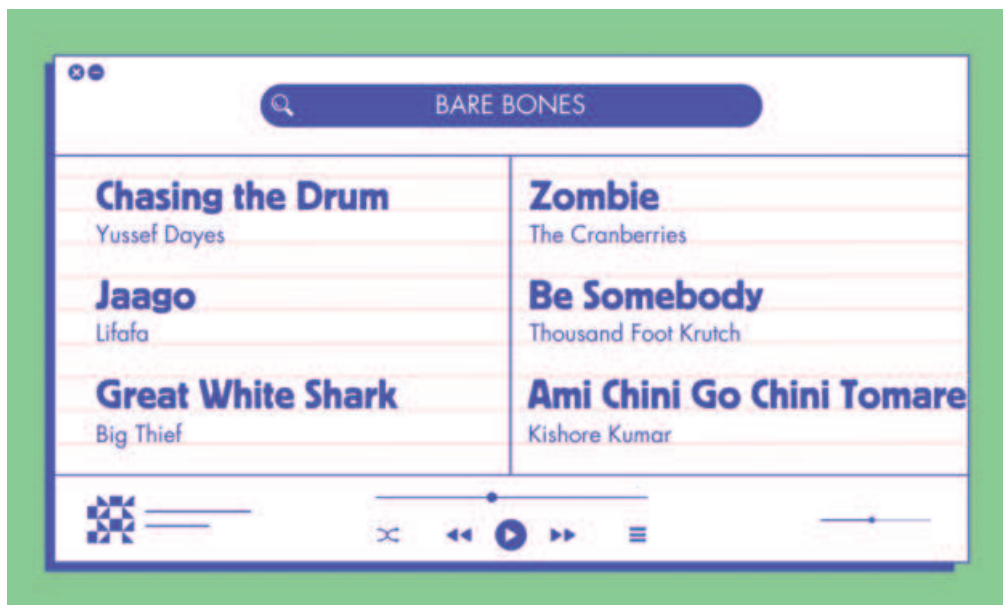 BARE BONES
Chasing the Drum
Yussef Dayes
Jaago
Lifafa
Great White Shark
Big Thief
Zombie
The Cranberries
Be Somebody
Thousand Foot Krutch
Ami Chini Go Chini Tomare
Kishore Kumar